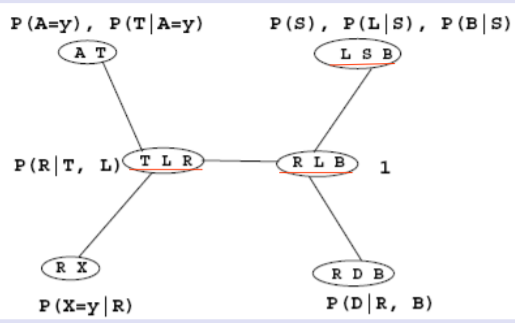 P(A=y), P(T|A=y) P(S), P(L|S), P(B|S)
A T L S B
P(R|T, L) T L R R L B 1
R X R D B
P(X=y|R) P(D|R, B)